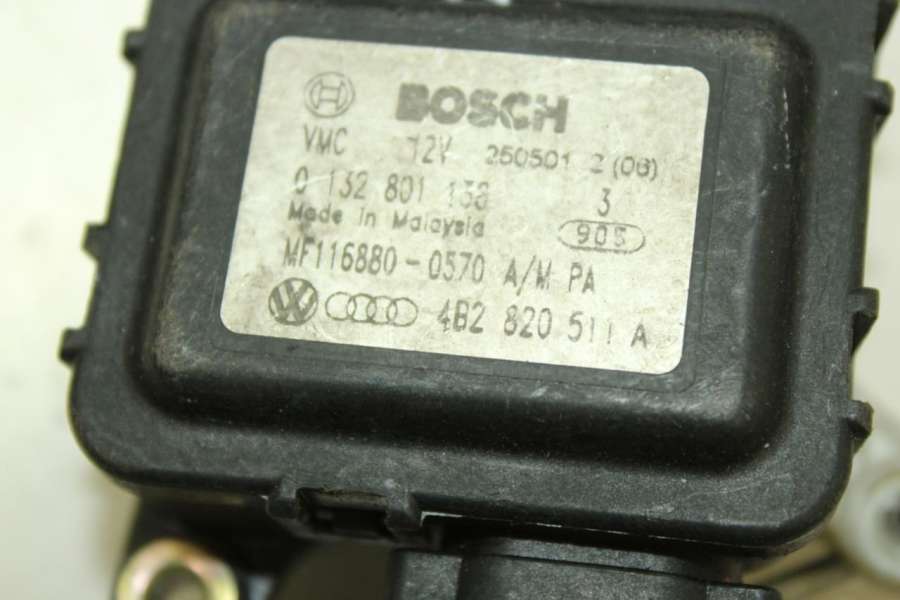 BOSCH
VMC 12V 250501 2 (06)
0 132 801 138 3
Made in Malaysia 905
MF116880-0570 A/M PA
4B2 820 511 A